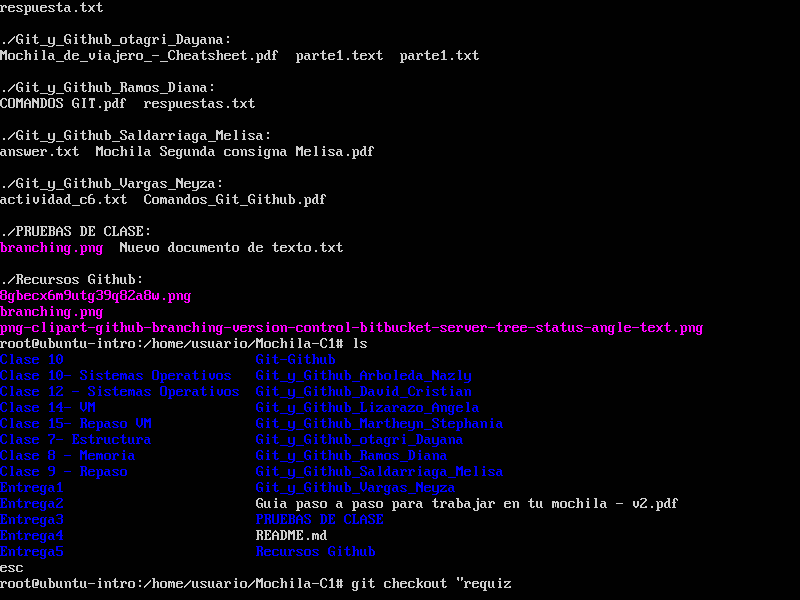 respuesta.txt
./Git_y_Github_otagri_Dayana:
Mochila_de_viajero_-_Cheatsheet.pdf  parte1.text  parte1.txt
./Git_y_Github_Ramos_Diana:
COMANDOS GIT.pdf  respuestas.txt
./Git_y_Github_Saldarriaga_Melisa:
answer.txt  Mochila Segunda consigna Melisa.pdf
./Git_y_Github_Vargas_Neyza:
actividad_c6.txt  Comandos_Git_Github.pdf
./PRUEBAS DE CLASE:
branching.png  Nuevo documento de texto.txt
./Recursos Github:
8gbecx6m9utg39q82a8w.png
branching.png
png-clipart-github-branching-version-control-bitbucket-server-tree-status-angle-text.png
root@ubuntu-intro:/home/usuario/Mochila-C1# ls
Clase 10  Git-Github
Clase 10- Sistemas Operativos  Git_y_Github_Arboleda_Nazly
Clase 12 - Sistemas Operativos  Git_y_Github_David_Cristian
Clase 14- VM  Git_y_Github_Lizarazo_Angela
Clase 15- Repaso VM  Git_y_Github_Martheyn_Stephania
Clase 7- Estructura  Git_y_Github_otagri_Dayana
Clase 8 - Memoria  Git_y_Github_Ramos_Diana
Clase 9 - Repaso  Git_y_Github_Saldarriaga_Melisa
Entrega1  Git_y_Github_Vargas_Neyza
Entrega2  Guia paso a paso para trabajar en tu mochila - v2.pdf
Entrega3  PRUEBAS DE CLASE
Entrega4  README.md
Entrega5  Recursos Github
esc
root@ubuntu-intro:/home/usuario/Mochila-C1# git checkout "requiz